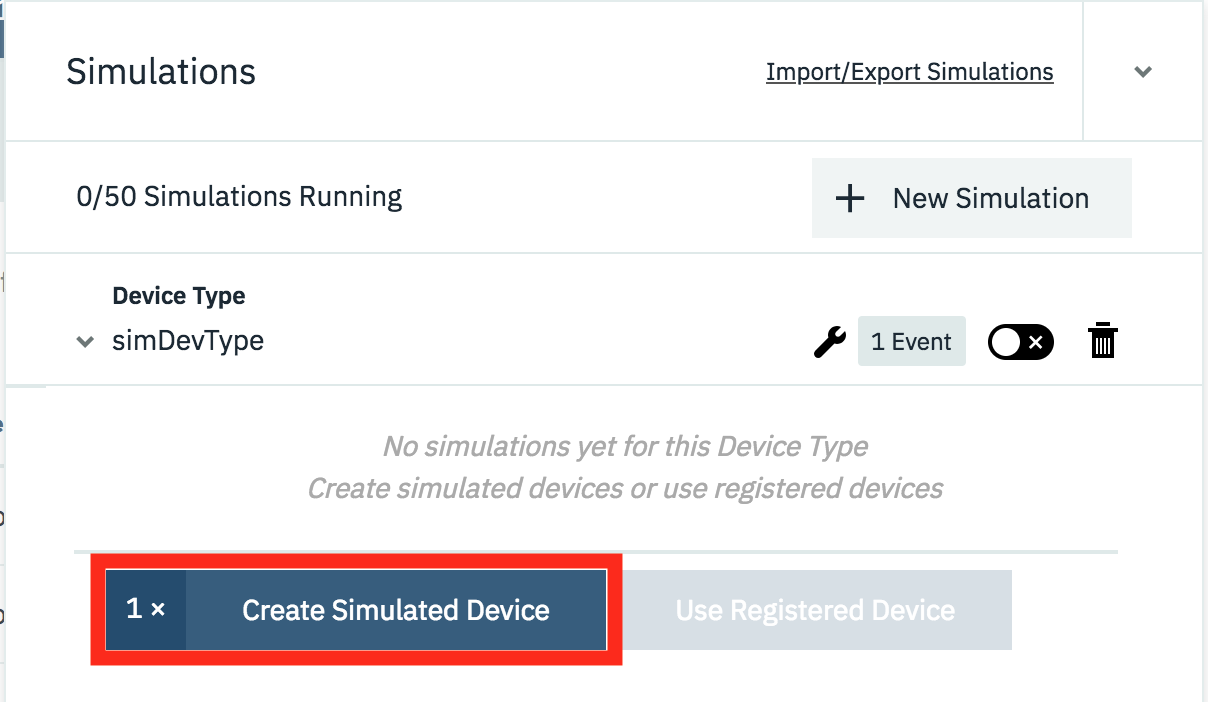 Simulations
Import/Export Simulations
0/50 Simulations Running
New Simulation
Device Type
simDevType
1 Event
No simulations yet for this Device Type
Create simulated devices or use registered devices
1 ×
Create Simulated Device
Use Registered Device